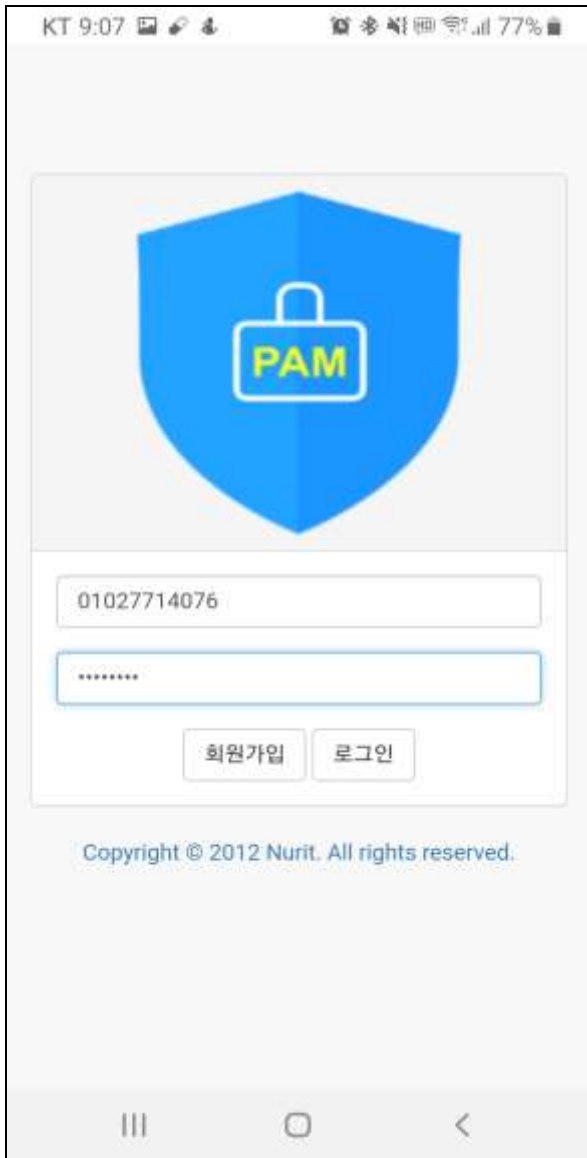 KT 9:07 77%
PAM
01027714076
••••••••
회원가입 로그인
Copyright © 2012 Nurit. All rights reserved.